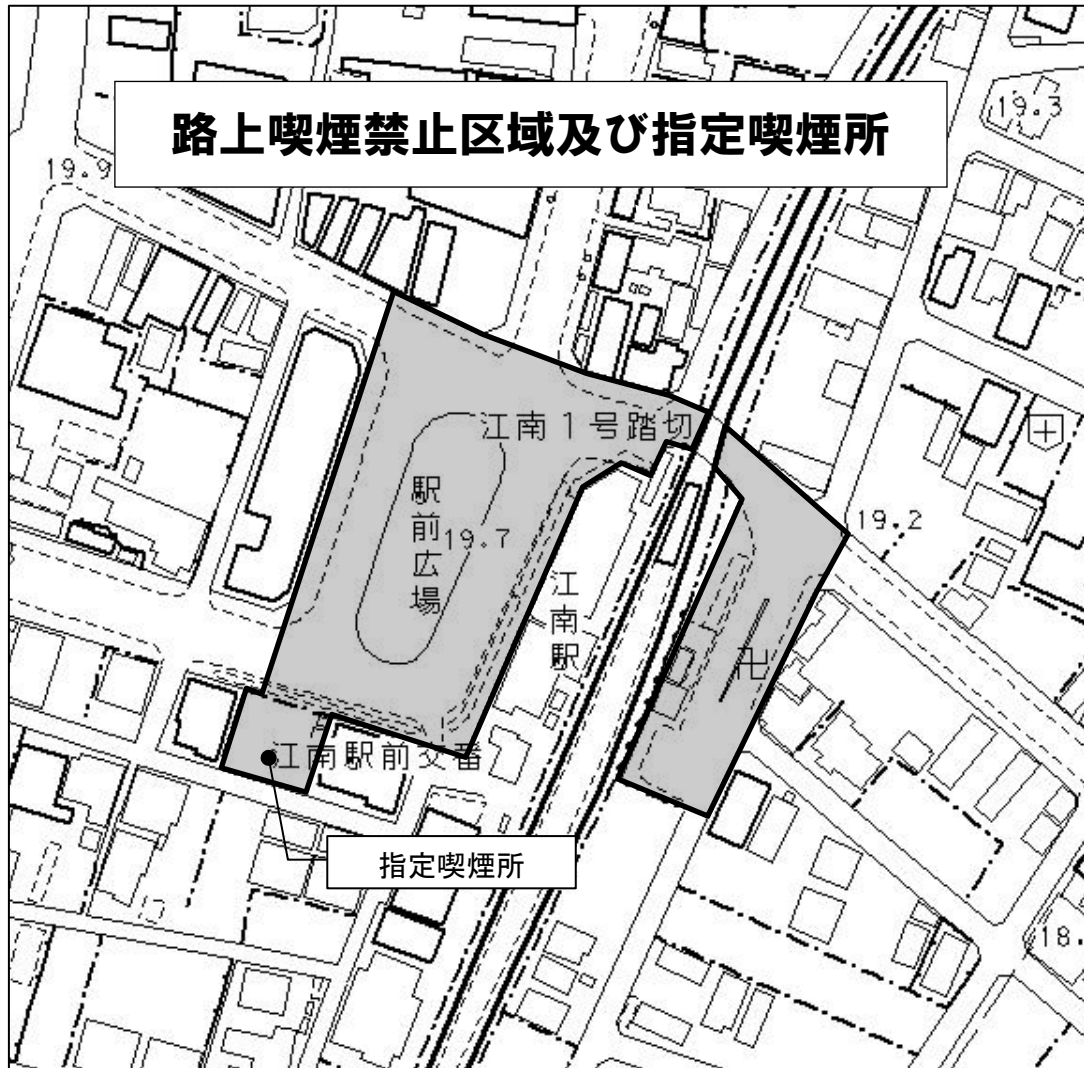 路上喫煙禁止区域及び指定喫煙所
19.3
19.9
江南1号踏切
駅前広場
19.7
19.2
江南駅
卍
江南駅前交番
指定喫煙所
18.